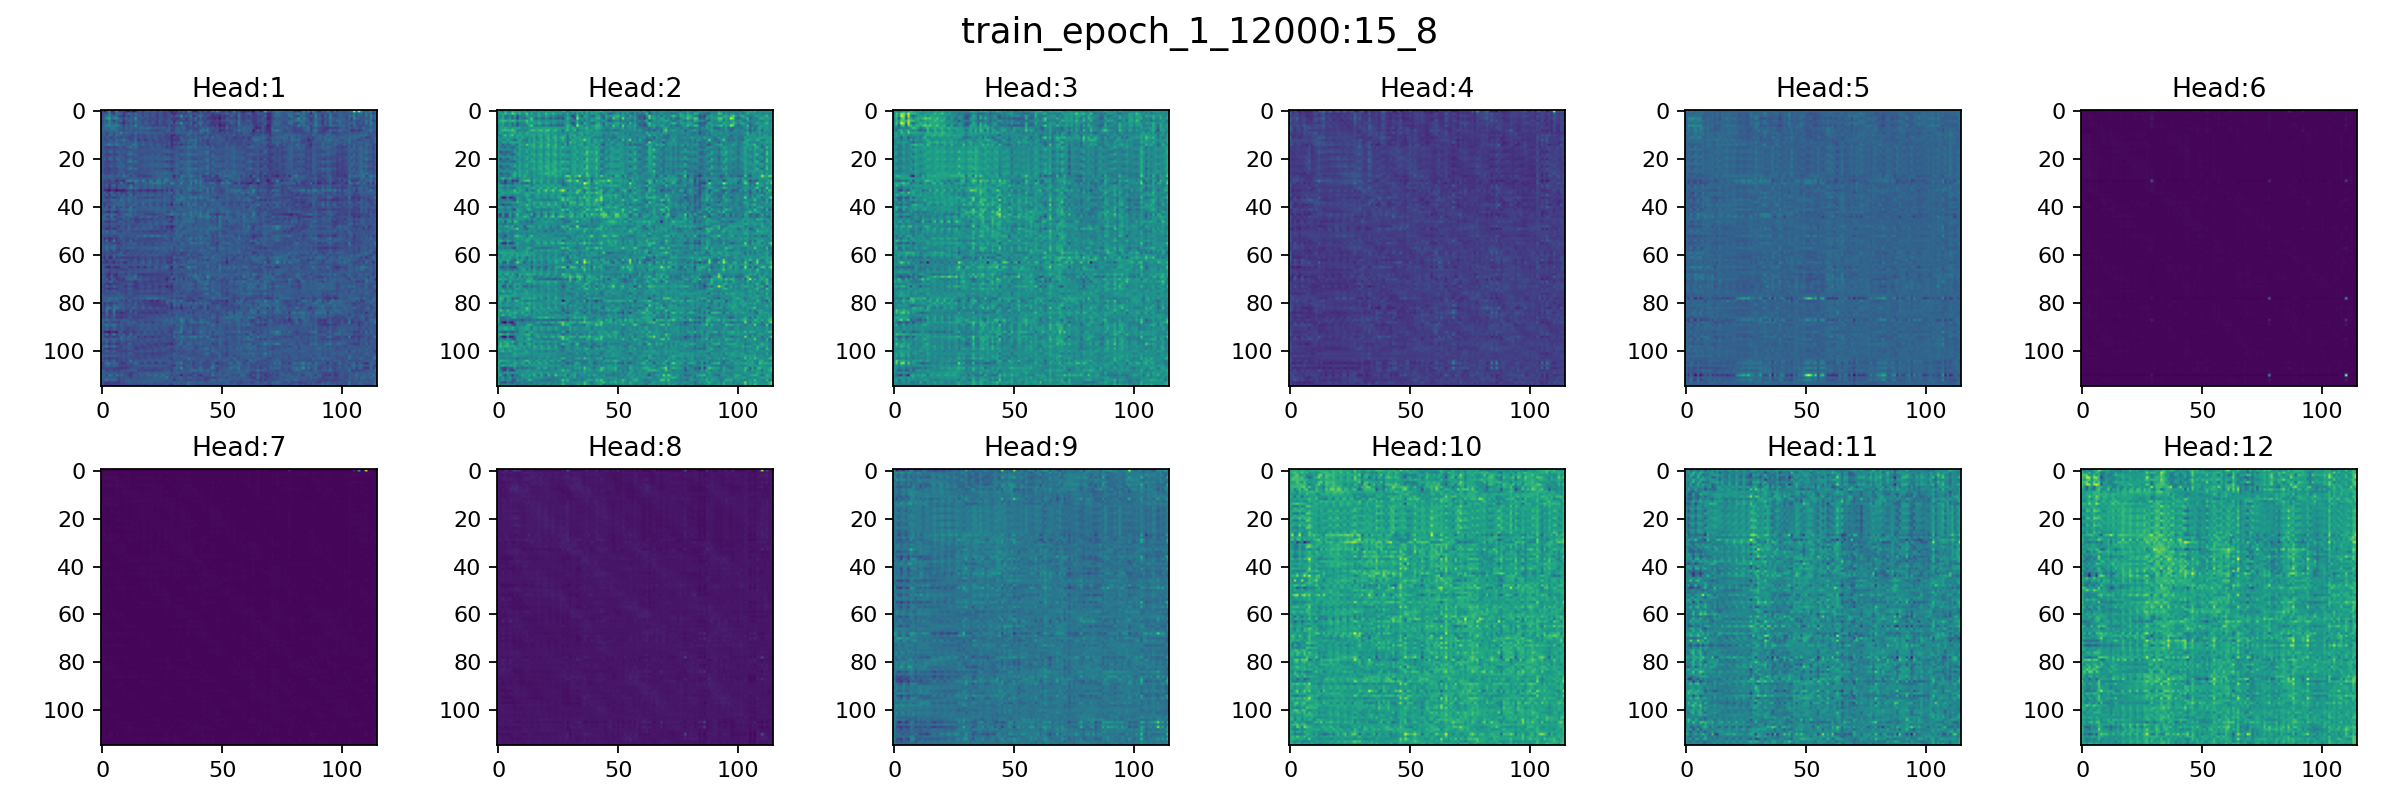 train_epoch_1_12000:15_8
Head:1 Head:2 Head:3 Head:4 Head:5 Head:6
0 0 0 0 0 0
20 20 20 20 20 20
40 40 40 40 40 40
60 60 60 60 60 60
80 80 80 80 80 80
100 100 100 100 100 100
0 50 100 0 50 100 0 50 100 0 50 100 0 50 100 0 50 100
Head:7 Head:8 Head:9 Head:10 Head:11 Head:12
0 0 0 0 0 0
20 20 20 20 20 20
40 40 40 40 40 40
60 60 60 60 60 60
80 80 80 80 80 80
100 100 100 100 100 100
0 50 100 0 50 100 0 50 100 0 50 100 0 50 100 0 50 100